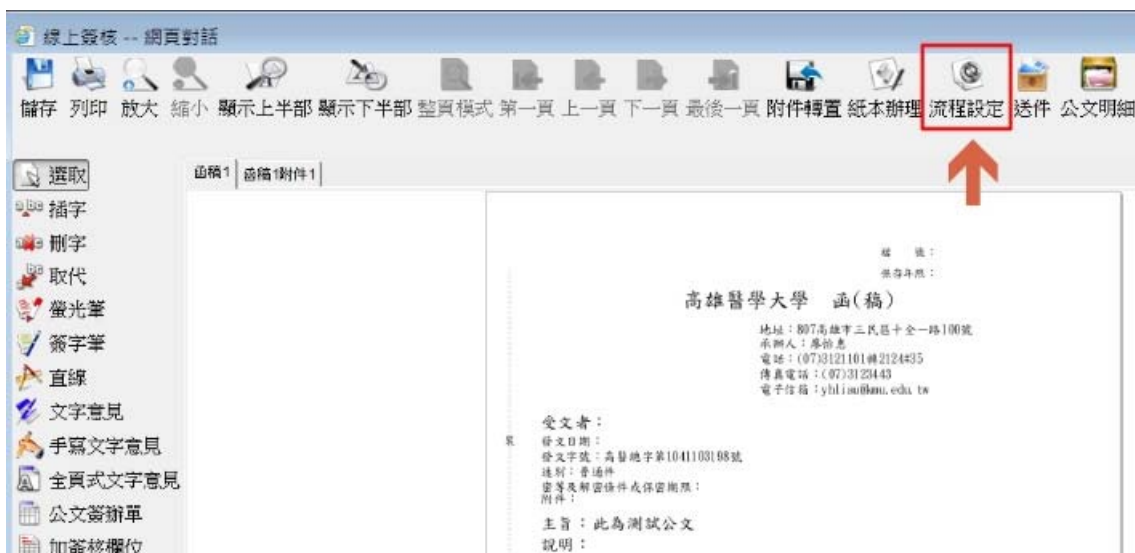 線上簽核 -- 網頁對話
儲存 列印 放大 縮小 顯示上半部 顯示下半部 整頁模式 第一頁 上一頁 下一頁 最後一頁 附件轉置 紙本辦理 流程設定 送件 公文明細
選取
函稿1 函稿1附件1
插字
刪字
取代
螢光筆
簽字筆
直線
文字意見
手寫文字意見
全頁式文字意見
公文簽辦單
加簽核欄位
檔 號：
保存年限：
高雄醫學大學 函(稿)
地址：807高雄市三民區十全一路100號
電話：(07)3121101轉2124#35
傳真電話：(07)3123443
電子信箱：yhliau@kmu.edu.tw
受文者：
裝
發文日期：
發文字號：高醫總字第1041103198號
速別：普通件
密等及解密條件或保密期限：
附件：
主旨：此為測試公文
說明：